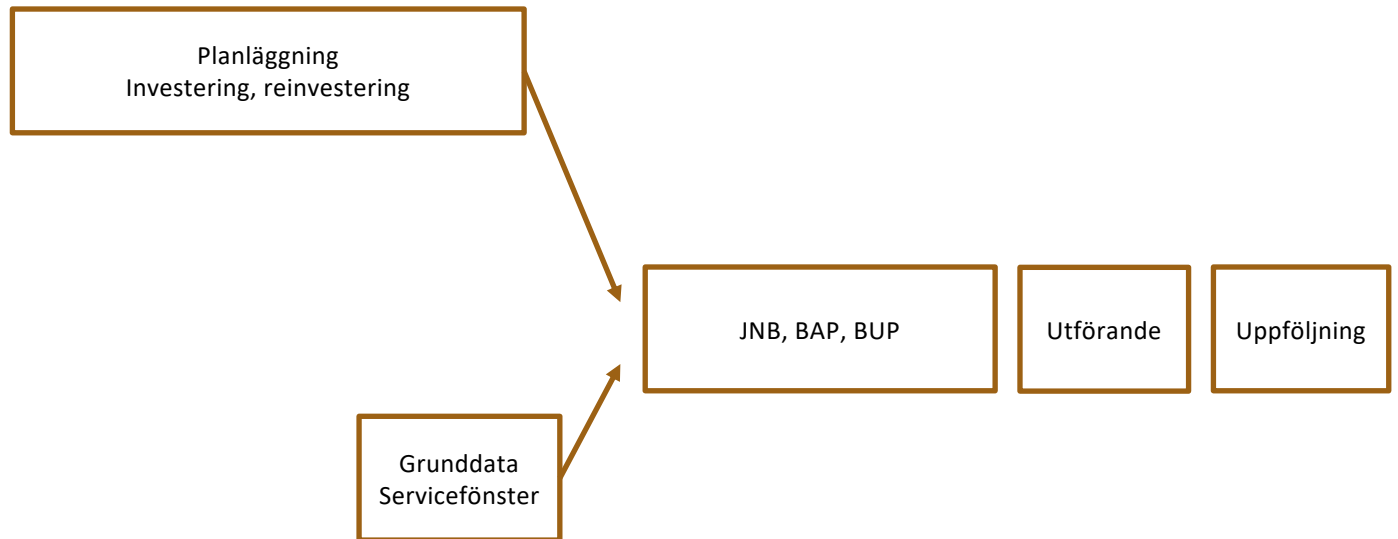 Planläggning
Investering, reinvestering
JNB, BAP, BUP
Utförande
Uppföljning
Grunddata
Servicefönster